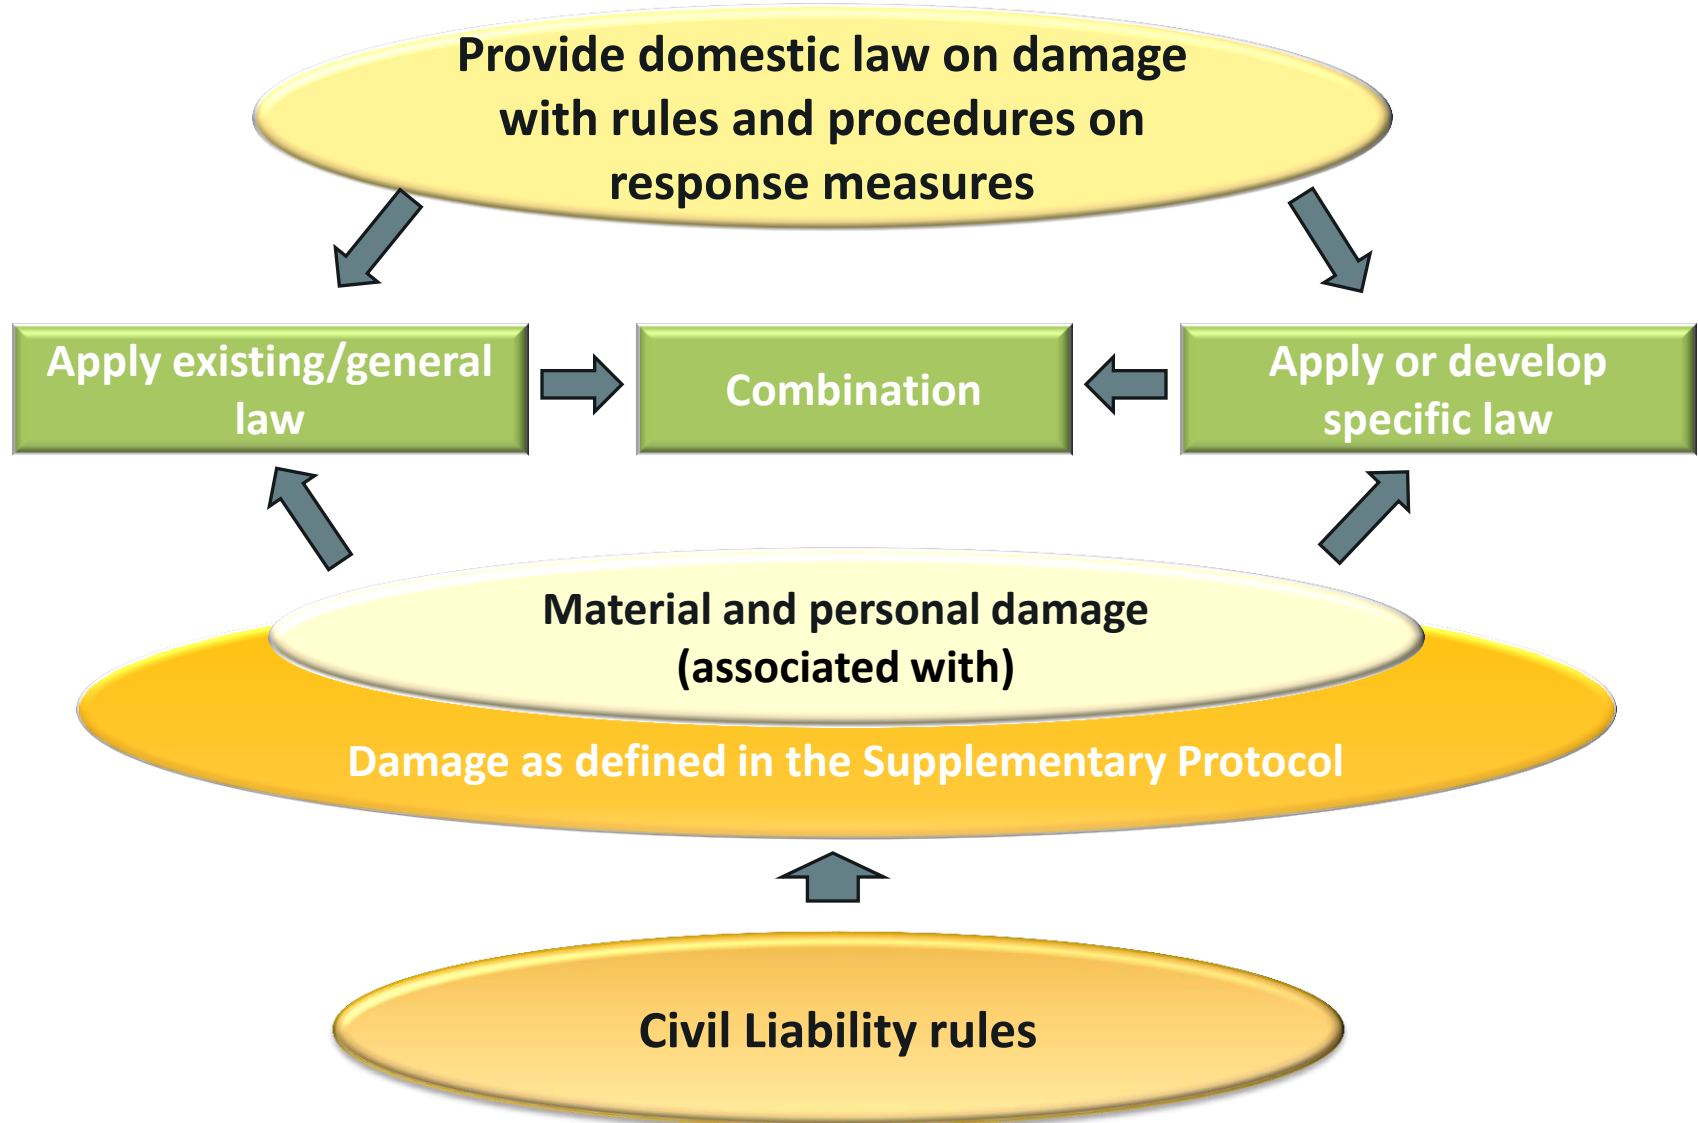 Provide domestic law on damage
with rules and procedures on
response measures
Apply existing/general
law
Combination
Apply or develop
specific law
Material and personal damage
(associated with)
Damage as defined in the Supplementary Protocol
Civil Liability rules